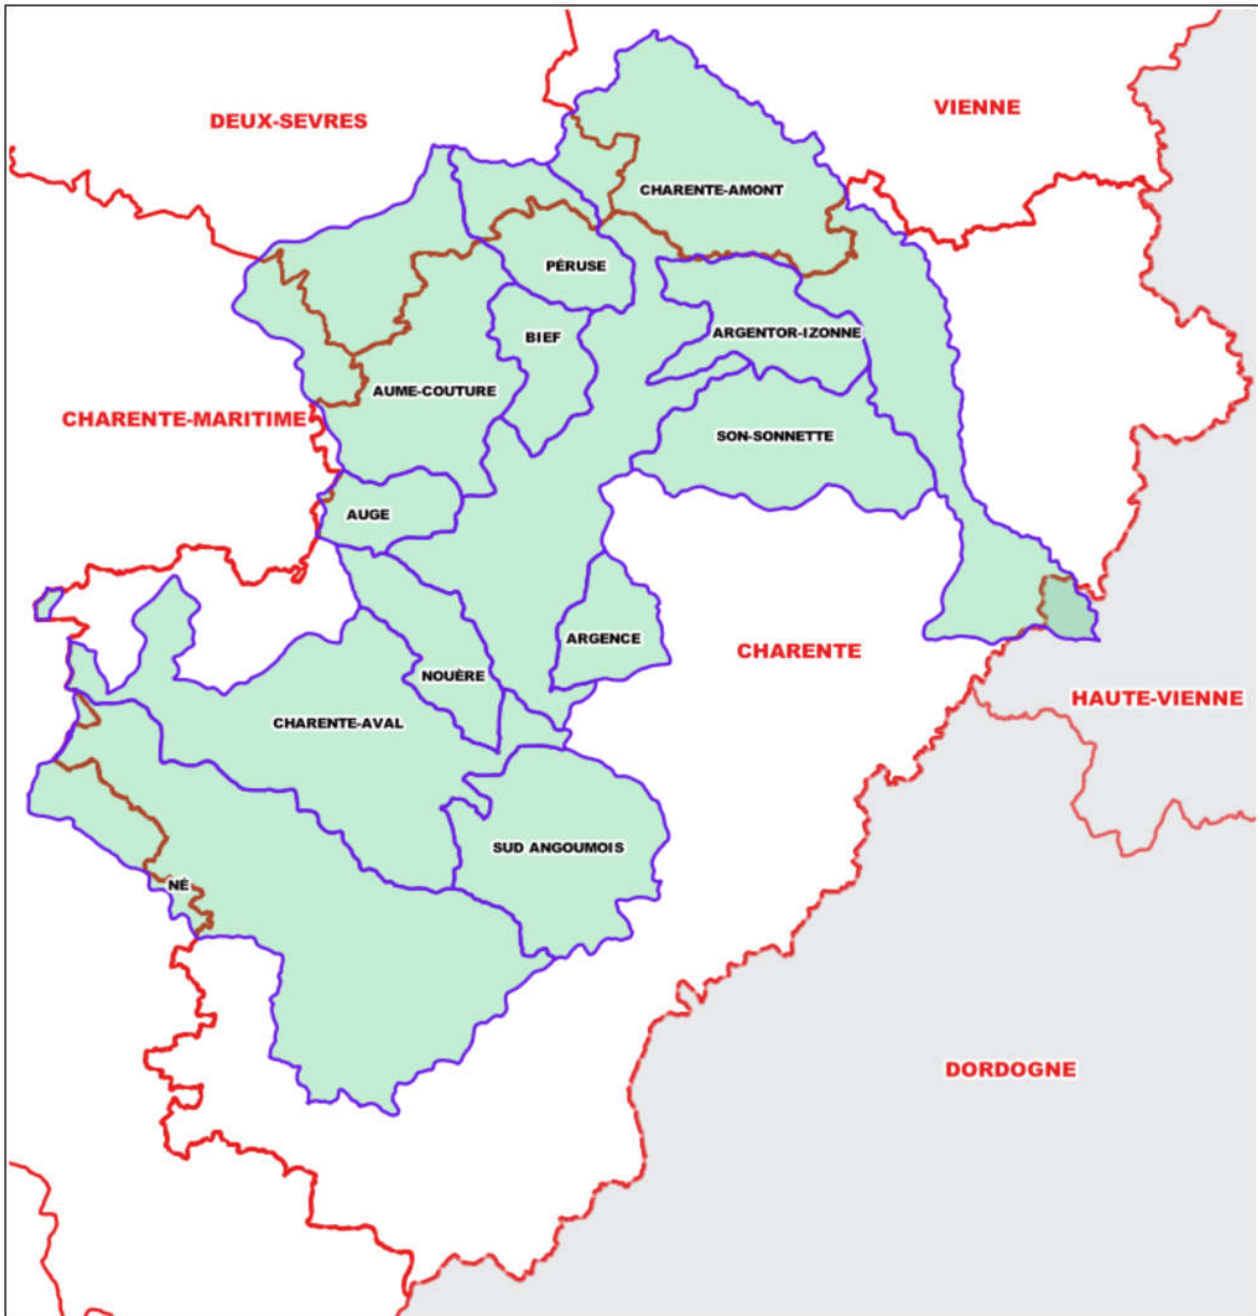 VIENNE
DEUX-SEVRES
CHARENTE-AMONT
PÉRUSE
ARGENTOR-IZONNE
BIEF
AUME-COUTURE
CHARENTE-MARITIME
SON-SONNETTE
AUGE
ARGENCE
CHARENTE
NOUÈRE
HAUTE-VIENNE
CHARENTE-AVAL
SUD ANGOUMOIS
NÉ
DORDOGNE